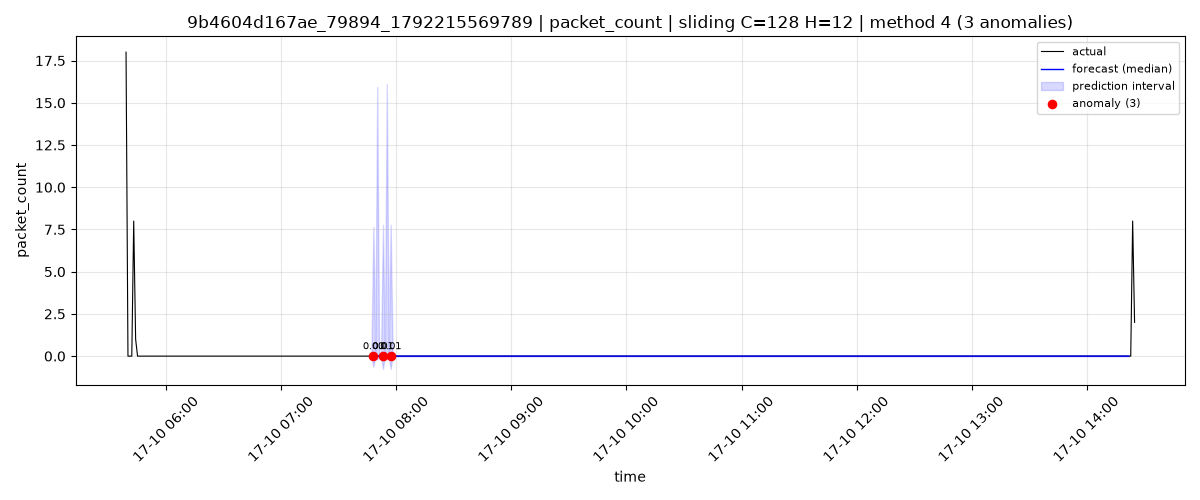 9b4604d167ae_79894_1792215569789 | packet_count | sliding C=128 H=12 | method 4 (3 anomalies)
actual
forecast (median)
prediction interval
anomaly (3)
packet_count
17.5
15.0
12.5
10.0
7.5
5.0
2.5
0.0
17-10 06:00
17-10 07:00
17-10 08:00
17-10 09:00
17-10 10:00
17-10 11:00
17-10 12:00
17-10 13:00
17-10 14:00
time